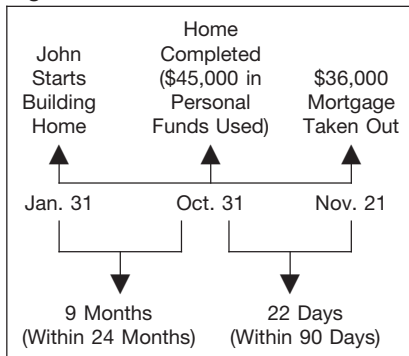 John
Starts
Building
Home
Home
Completed
($45,000 in
Personal
Funds Used)
$36,000
Mortgage
Taken Out
Jan. 31
Oct. 31
Nov. 21
9 Months
(Within 24 Months)
22 Days
(Within 90 Days)